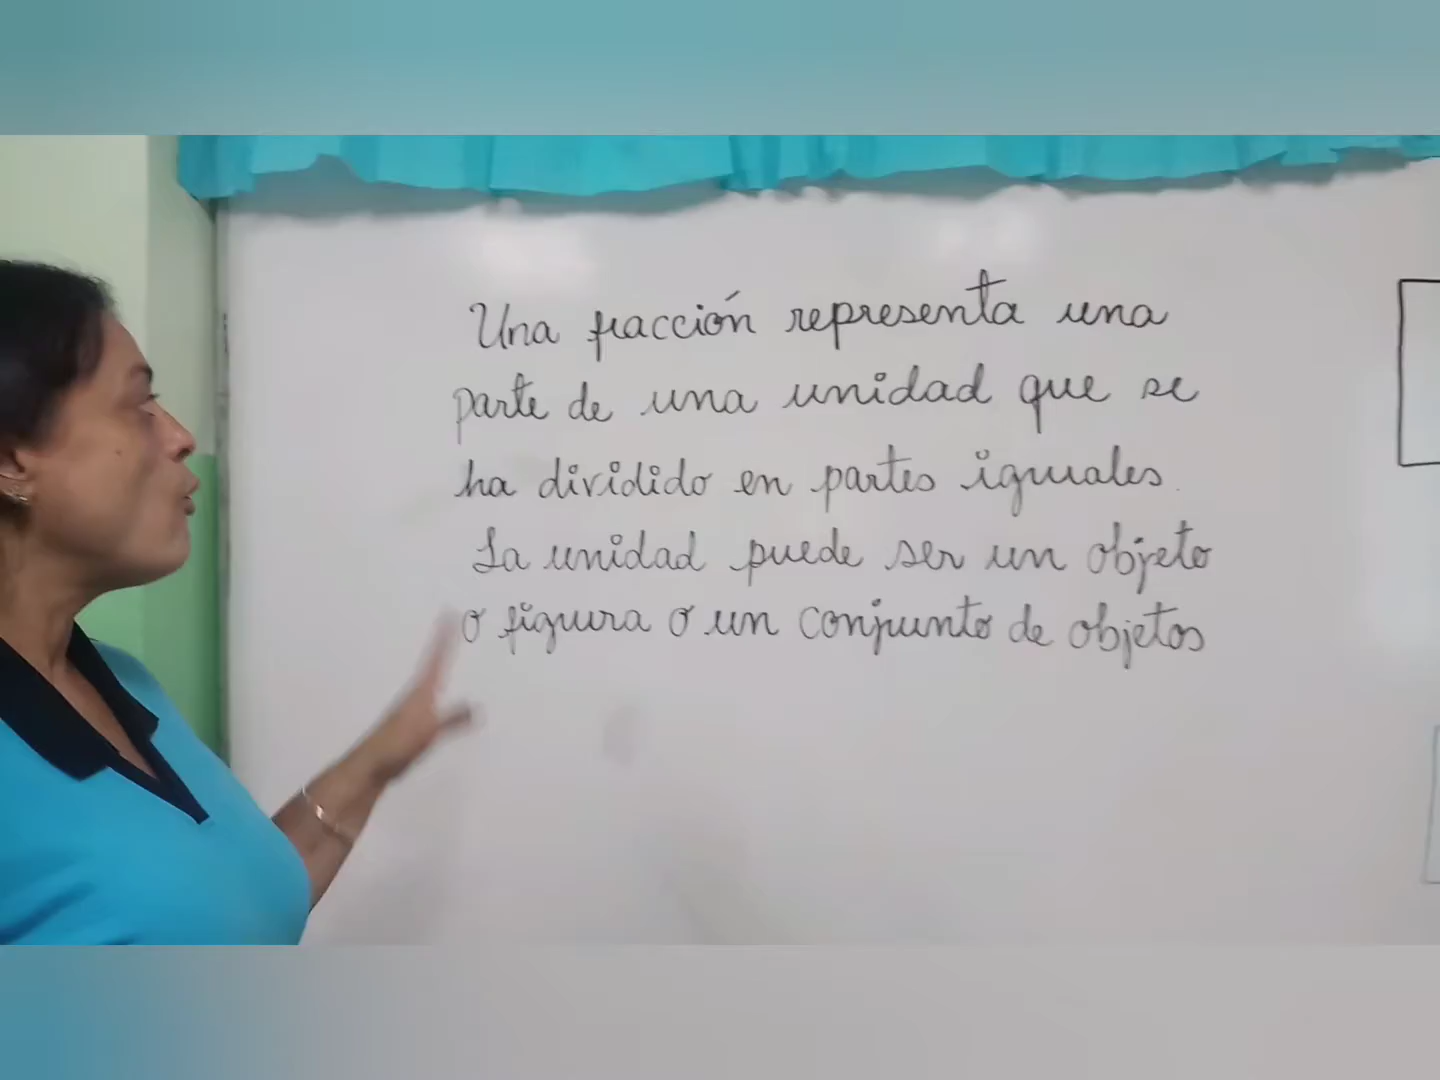 Una fracción representa una
parte de una unidad que se
ha dividido en partes iguales.
La unidad puede ser un objeto
o figura o un conjunto de objetos